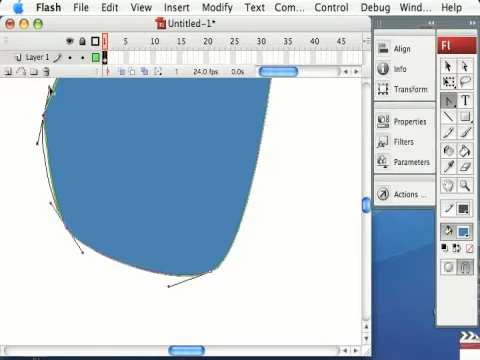 Flash File Edit View Insert Modify Text Com... Control Debug Wind... Help
Untitled-1*
1 5 10 15 20 25 30 35 40 45
Layer 1
1 24.0 fps 0.0s
Align
Info
Transform
Properties
Filters
Parameters
Actions ...
Fl
T